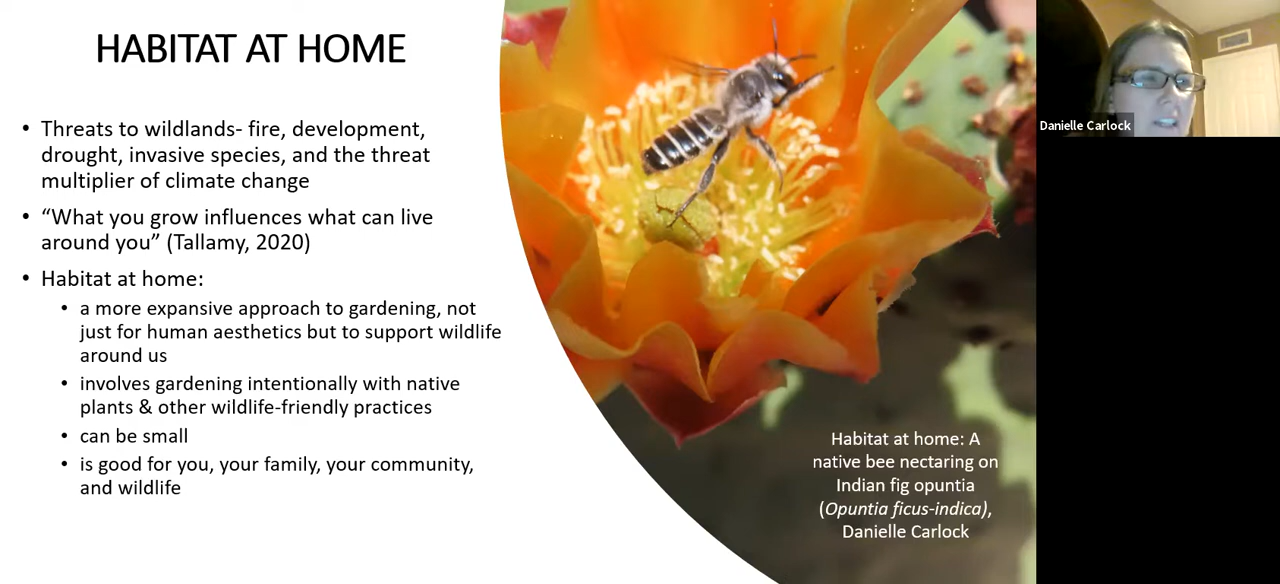 HABITAT AT HOME
• Threats to wildlands- fire, development,
drought, invasive species, and the threat
multiplier of climate change
• “What you grow influences what can live
around you” (Tallamy, 2020)
• Habitat at home:
• a more expansive approach to gardening, not
just for human aesthetics but to support wildlife
around us
• involves gardening intentionally with native
plants & other wildlife-friendly practices
• can be small
• is good for you, your family, your community,
and wildlife
Habitat at home: A
native bee nectaring on
Indian fig opuntia
(Opuntia ficus-indica),
Danielle Carlock
Danielle Carlock